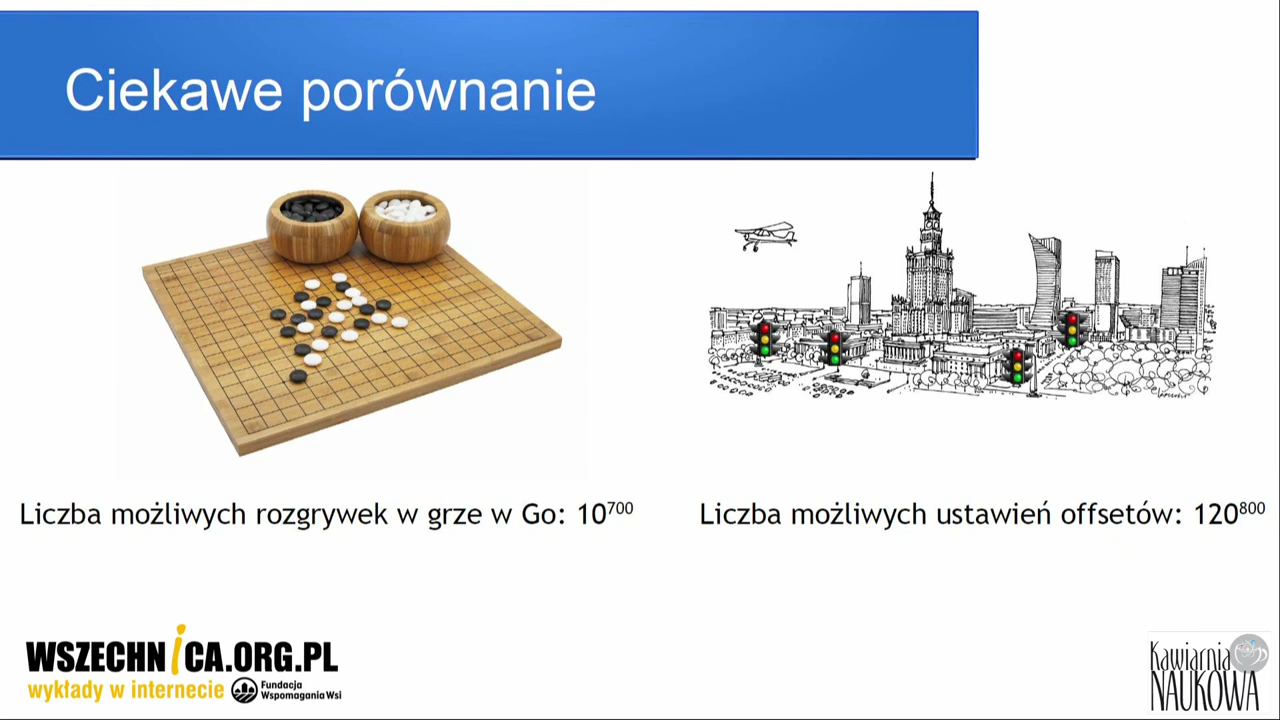 Ciekawe porównanie
Liczba możliwych rozgrywek w grze w Go: 10⁷⁰⁰
Liczba możliwych ustawień offsetów: 120⁸⁰⁰
WSZECHNICA.ORG.PL
wykłady w internecie
Fundacja
Wspomagania Wsi
Kawiarnia
NAUKOWA